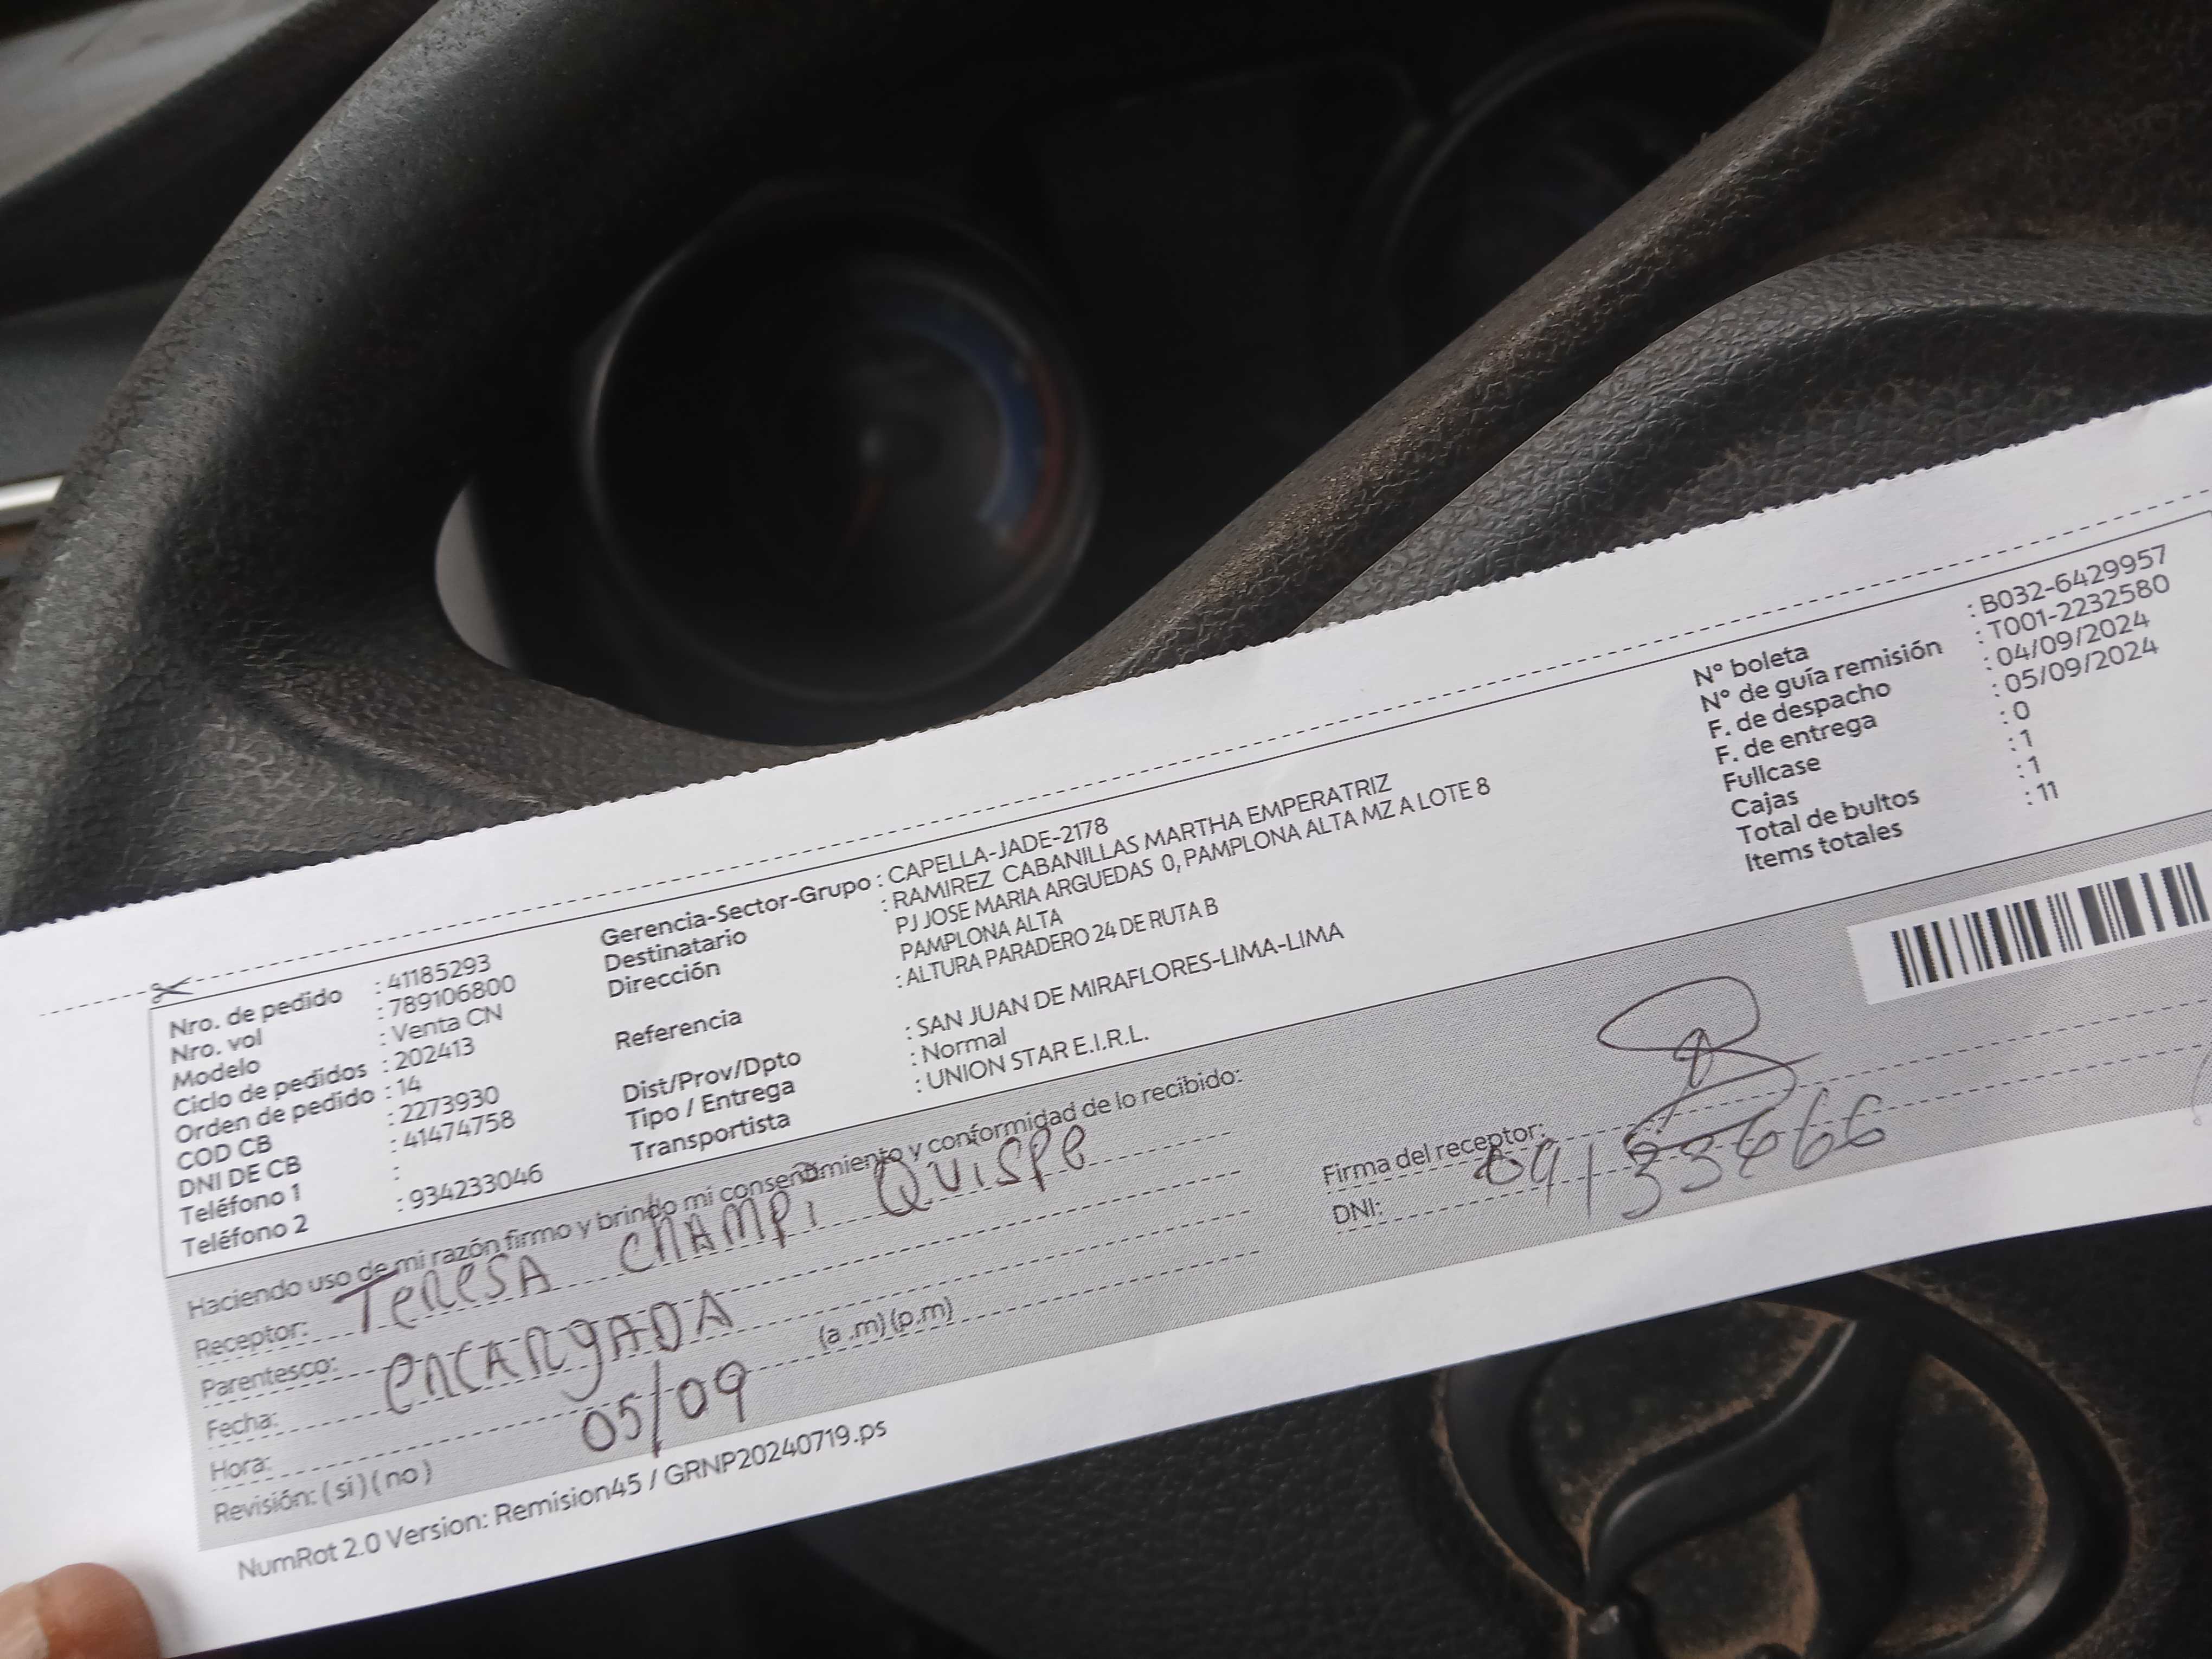 Nro. de pedido : 41185293
Nro. vol : 789106800
Modelo : Venta CN
Ciclo de pedidos : 202413
Orden de pedido : 14
COD CB : 2273930
DNI DE CB : 41474758
Teléfono 1 :
Teléfono 2 : 934233046
Gerencia-Sector-Grupo : CAPELLA-JADE-2178
Destinatario : RAMIREZ CABANILLAS MARTHA EMPERATRIZ
Dirección PJ JOSE MARIA ARGUEDAS 0, PAMPLONA ALTA MZ A LOTE 8
PAMPLONA ALTA
Referencia : ALTURA PARADERO 24 DE RUTA B
Dist/Prov/Dpto : SAN JUAN DE MIRAFLORES-LIMA-LIMA
Tipo / Entrega : Normal
Transportista : UNION STAR E.I.R.L.
N° boleta : B032-6429957
N° de guía remisión : T001-2232580
F. de despacho : 04/09/2024
F. de entrega : 05/09/2024
Fullcase : 0
Cajas : 1
Total de bultos : 1
Items totales : 11
Haciendo uso de mi razón firmo y brindo mi consentimiento y conformidad de lo recibido:
Receptor: TeResA CHAMPi QUispe
Parentesco: encargADA
Fecha: 05/09
Hora: (a .m) (p.m)
Revisión: ( si ) ( no )
Firma del receptor:
DNI:
NumRot 2.0 Version: Remision45 / GRNP20240719.ps